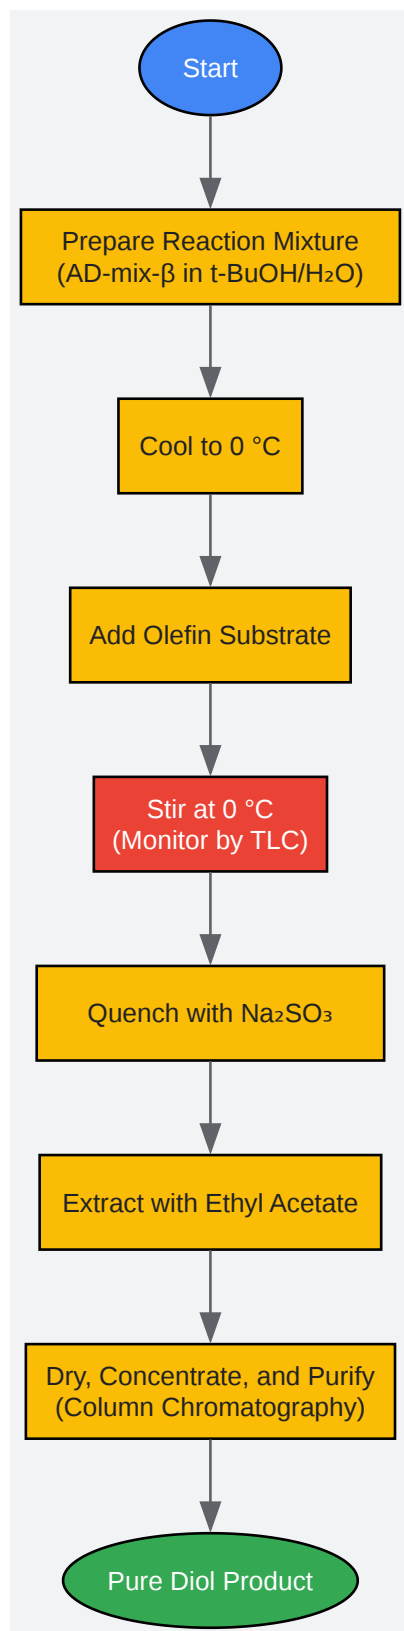 Start
Prepare Reaction Mixture
(AD-mix-β in t-BuOH/H₂O)
Cool to 0 °C
Add Olefin Substrate
Stir at 0 °C
(Monitor by TLC)
Quench with Na₂SO₃
Extract with Ethyl Acetate
Dry, Concentrate, and Purify
(Column Chromatography)
Pure Diol Product